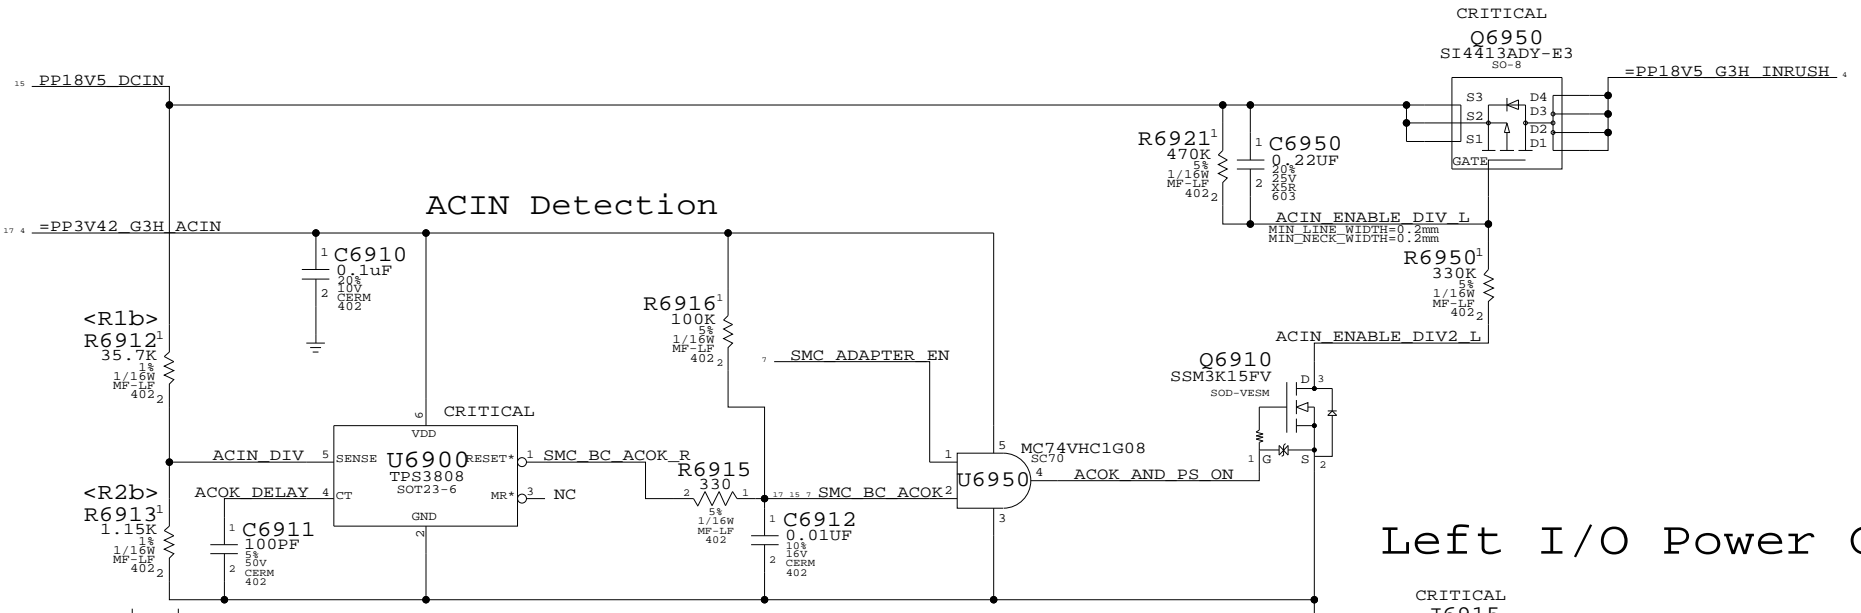 CRITICAL
Q6950
SI4413ADY-E3
SO-8
15 PP18V5_DCIN
=PP18V5_G3H_INRUSH 4
S3 D4
D3
S2
D2
S1 D1
GATE
R6921 1
470K
5%
1/16W
MF-LF
402 2
1 C6950
0.22UF
20%
2 25V
X5R
603
ACIN Detection
17 4 =PP3V42_G3H_ACIN
ACIN_ENABLE_DIV_L
MIN_LINE_WIDTH=0.2mm
MIN_NECK_WIDTH=0.2mm
1 C6910
0.1uF
20%
2 10V
CERM
402
R6950 1
330K
5%
1/16W
MF-LF
402 2
R6916 1
100K
5%
1/16W
MF-LF
402 2
<R1b>
R6912 1
35.7K
1%
1/16W
MF-LF
402 2
7 SMC_ADAPTER_EN
ACIN_ENABLE_DIV2_L
Q6910
SSM3K15FV
SOD-VESM
D 3
1 G S 2
6 CRITICAL
VDD
ACIN_DIV 5 SENSE U6900 RESET* 1 SMC_BC_ACOK_R
TPS3808
SOT23-6
ACOK_DELAY 4 CT MR* 3 NC
GND
2
R6915
330
2 1
5%
1/16W
MF-LF
402
17 15 7 SMC_BC_ACOK 2
1 5 MC74VHC1G08
SC70
U6950 4 ACOK_AND_PS_ON
3
<R2b>
R6913 1
1.15K
1%
1/16W
MF-LF
402 2
1 C6911
100PF
5%
2 50V
CERM
402
1 C6912
0.01UF
10%
2 16V
CERM
402
Left I/O Power
CRITICAL